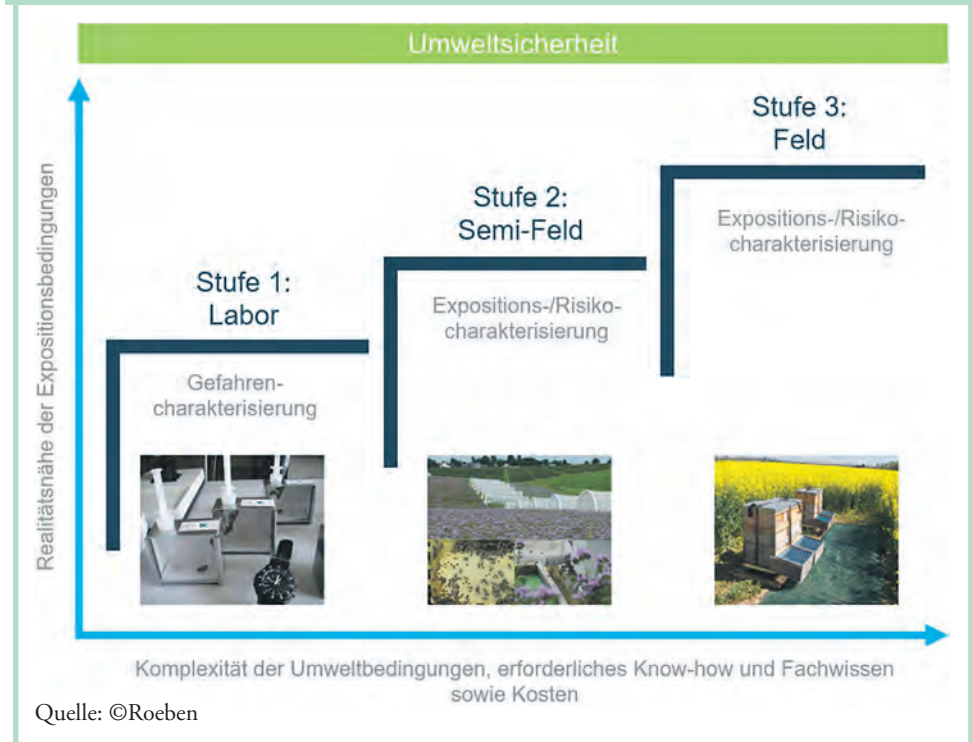 Umweltsicherheit
Realitätsnähe der Expositionsbedingungen
Stufe 1:
Labor
Gefahren-
charakterisierung
Stufe 2:
Semi-Feld
Expositions-/Risiko-
charakterisierung
Stufe 3:
Feld
Expositions-/Risiko-
charakterisierung
Komplexität der Umweltbedingungen, erforderliches Know-how und Fachwissen
sowie Kosten
Quelle: ©Roeben